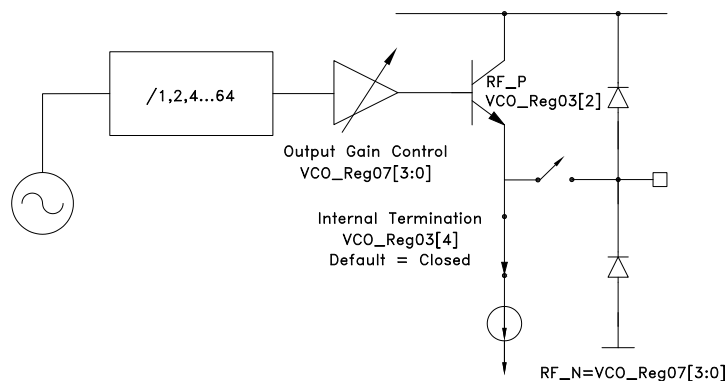 /1,2,4...64
RF_P
VCO_Reg03[2]
Output Gain Control
VCO_Reg07[3:0]
Internal Termination
VCO_Reg03[4]
Default = Closed
RF_N=VCO_Reg07[3:0]